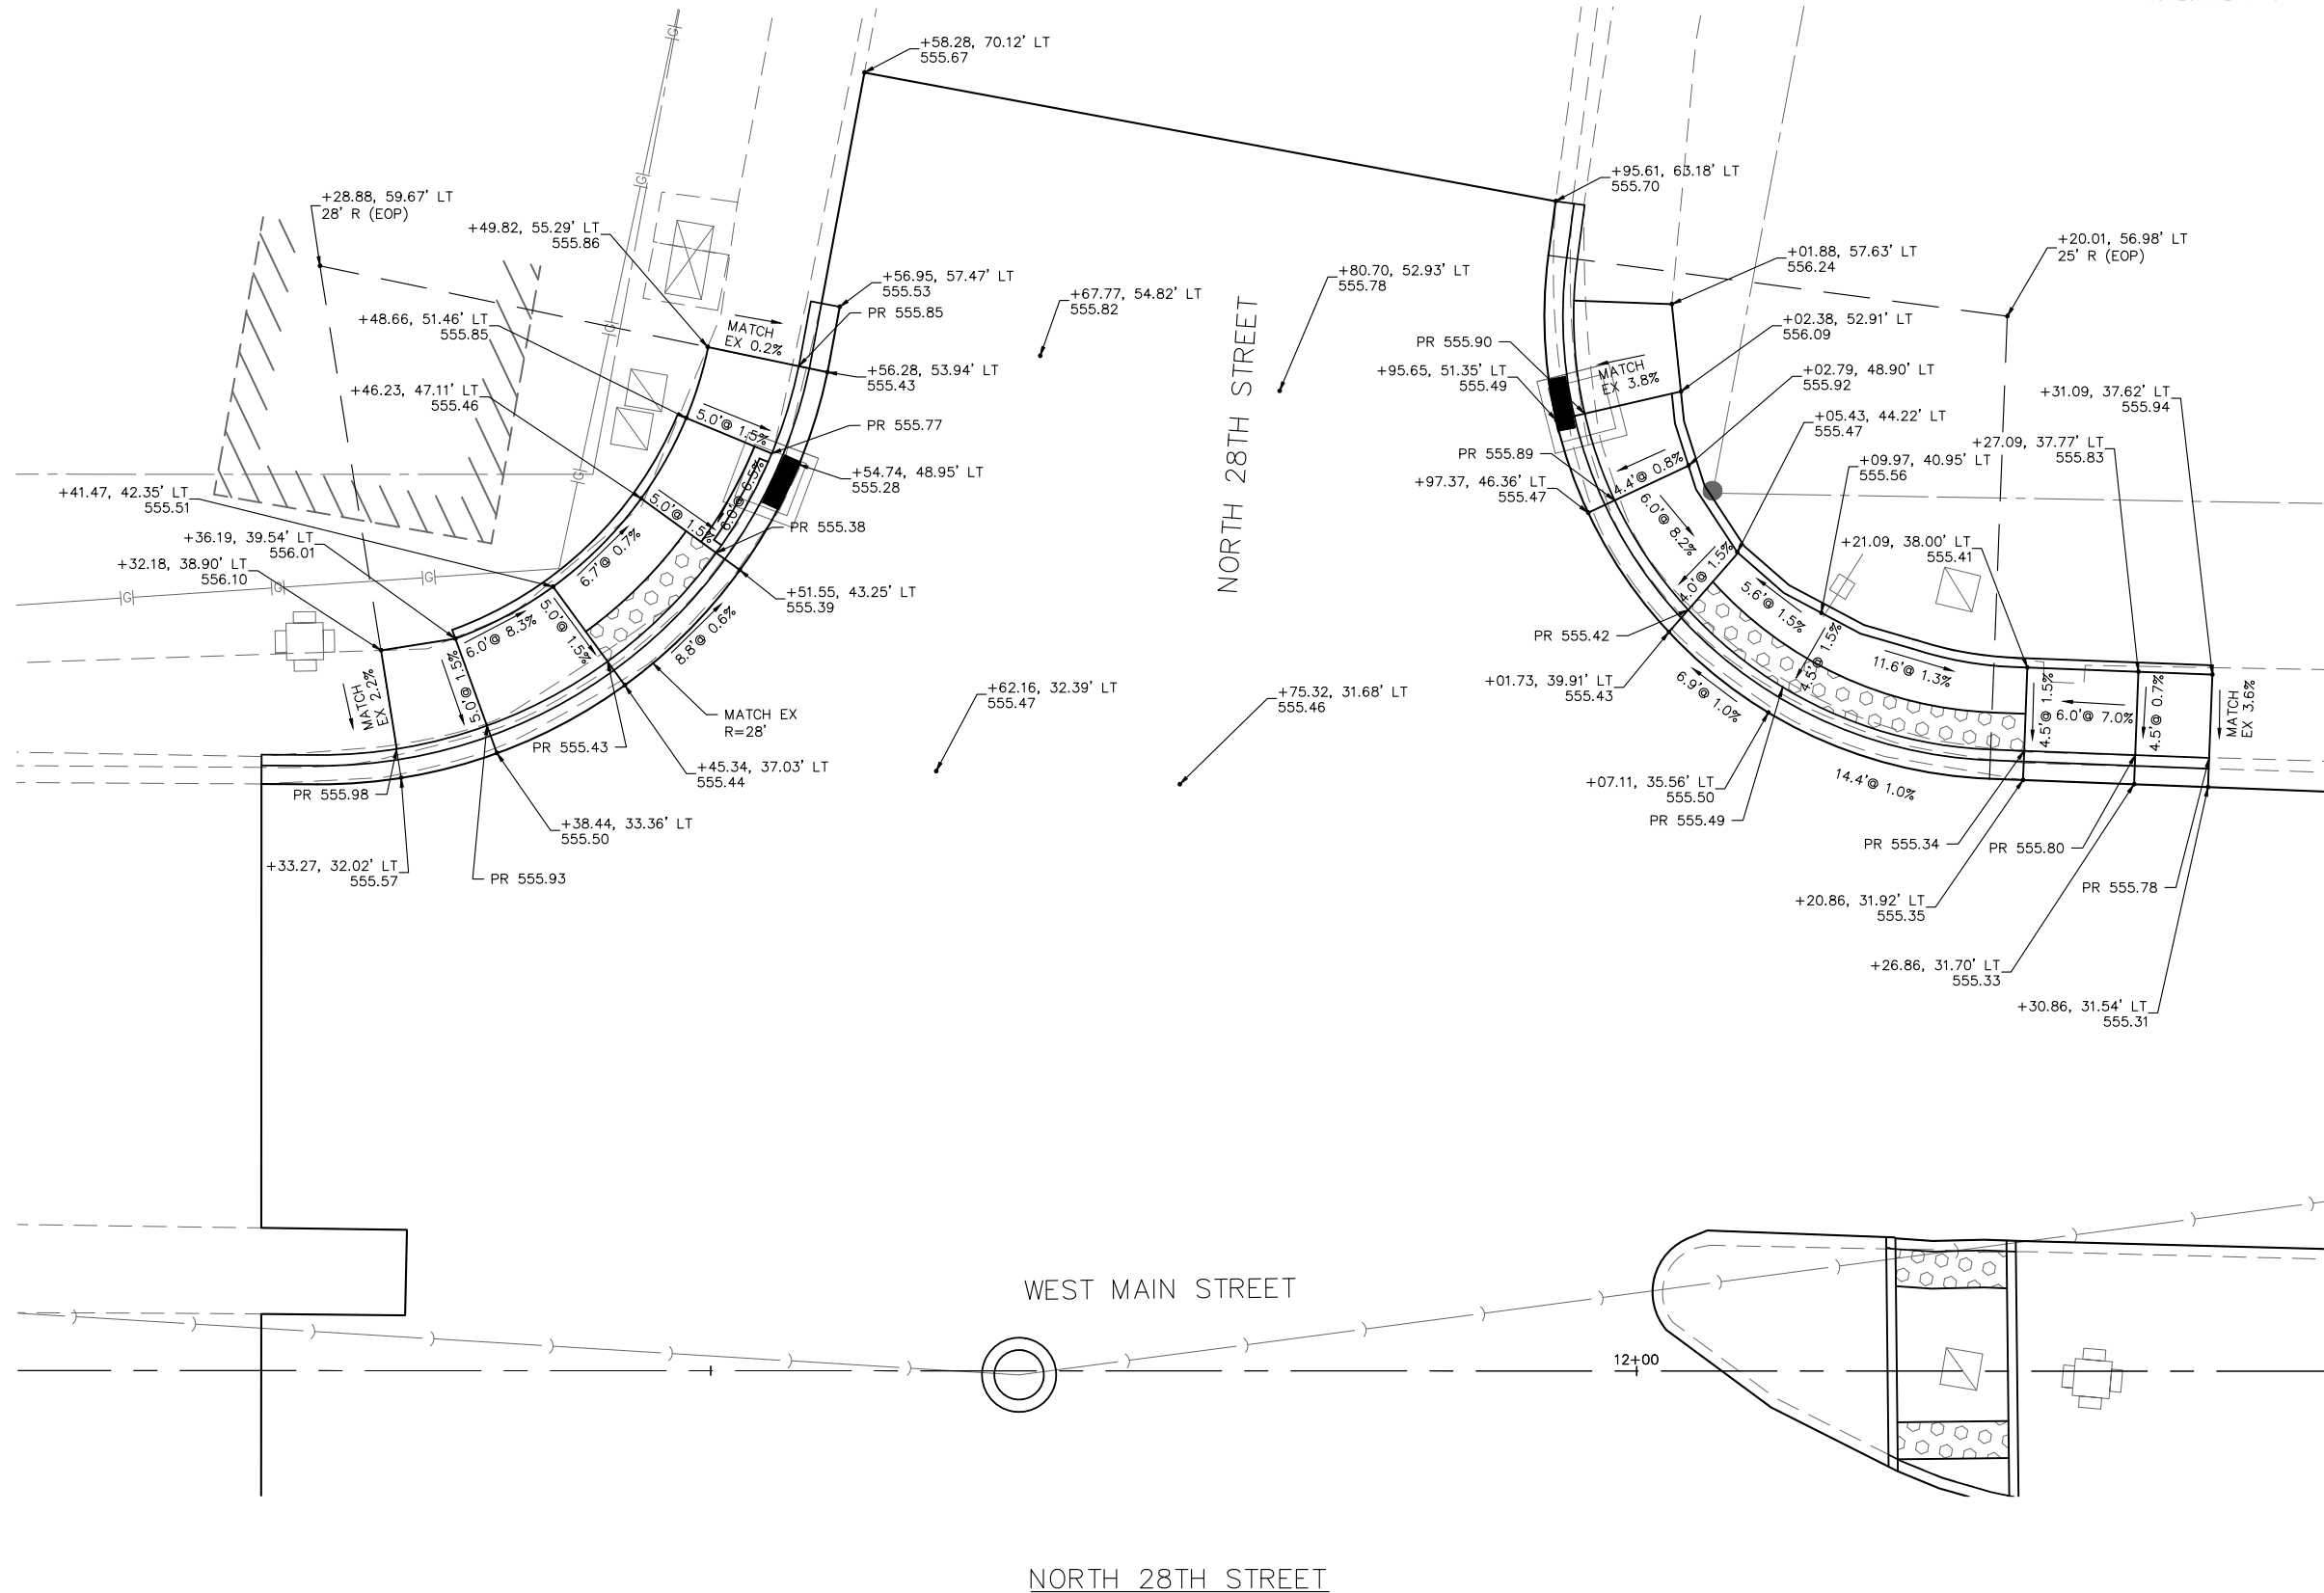 +58.28, 70.12' LT
555.67
+28.88, 59.67' LT
28' R (EOP)
+49.82, 55.29' LT
555.86
+95.61, 63.18' LT
555.70
+01.88, 57.63' LT
556.24
+20.01, 56.98' LT
25' R (EOP)
+56.95, 57.47' LT
555.53
PR 555.85
+67.77, 54.82' LT
555.82
+80.70, 52.93' LT
555.78
MATCH
EX 0.2%
+48.66, 51.46' LT
555.85
+56.28, 53.94' LT
555.43
+46.23, 47.11' LT
555.46
5.0'@ 1.5%
PR 555.77
+54.74, 48.95' LT
555.28
6.0'@ 6.5%
5.0'@ 1.5%
PR 555.38
+41.47, 42.35' LT
555.51
+36.19, 39.54' LT
556.01
+32.18, 38.90' LT
556.10
6.7'@ 0.7%
+51.55, 43.25' LT
555.39
6.0'@ 8.3%
5.0'@ 1.5%
8.8'@ 0.6%
5.0'@ 1.5%
MATCH
EX 2.2%
MATCH EX
R=28'
PR 555.43
+45.34, 37.03' LT
555.44
PR 555.98
+38.44, 33.36' LT
555.50
+33.27, 32.02' LT
555.57
PR 555.93
+62.16, 32.39' LT
555.47
+75.32, 31.68' LT
555.46
NORTH 28TH STREET
+02.38, 52.91' LT
556.09
PR 555.90
+95.65, 51.35' LT
555.49
MATCH
EX 3.8%
+02.79, 48.90' LT
555.92
+31.09, 37.62' LT
555.94
+05.43, 44.22' LT
555.47
+27.09, 37.77' LT
555.83
PR 555.89
4.4'@ 0.8%
+09.97, 40.95' LT
555.56
+97.37, 46.36' LT
555.47
6.0'@ 8.2%
+21.09, 38.00' LT
555.41
4.0'@ 1.5%
5.6'@ 1.5%
PR 555.42
4.5'@ 1.5%
11.6'@ 1.3%
+01.73, 39.91' LT
555.43
6.9'@ 1.0%
4.5'@ 1.5%
6.0'@ 7.0%
4.5'@ 0.7%
MATCH
EX 3.6%
+07.11, 35.56' LT
555.50
14.4'@ 1.0%
PR 555.49
PR 555.34
PR 555.80
PR 555.78
+20.86, 31.92' LT
555.35
+26.86, 31.70' LT
555.33
+30.86, 31.54' LT
555.31
G
G
G
G
G
G
G
WEST MAIN STREET
12+00
NORTH 28TH STREET